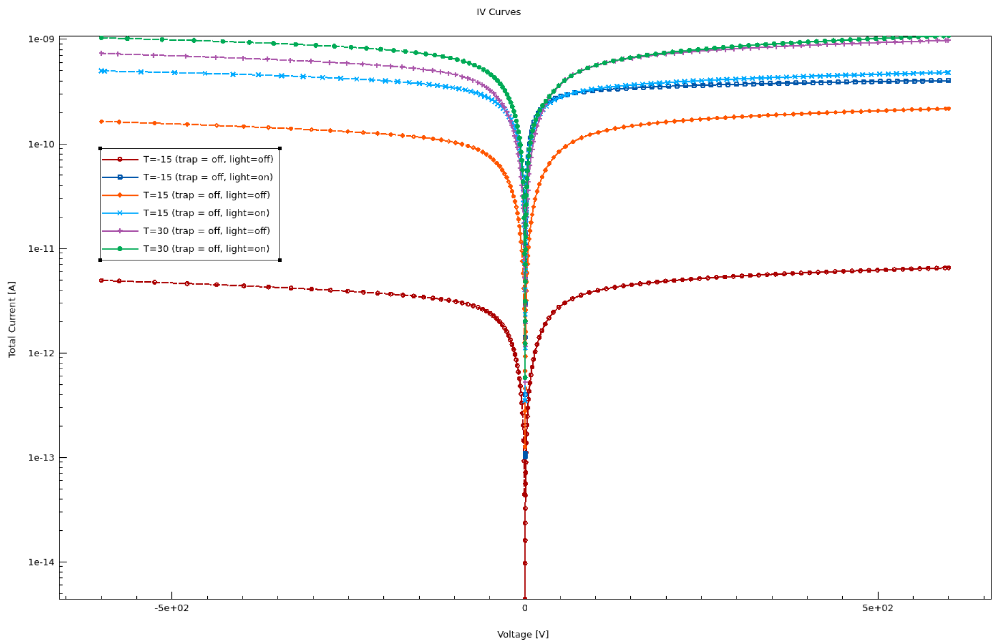 IV Curves
1e-09
1e-10
1e-11
1e-12
1e-13
1e-14
Total Current [A]
T=-15 (trap = off, light=off)
T=-15 (trap = off, light=on)
T=15 (trap = off, light=off)
T=15 (trap = off, light=on)
T=30 (trap = off, light=off)
T=30 (trap = off, light=on)
-5e+02 0 5e+02
Voltage [V]